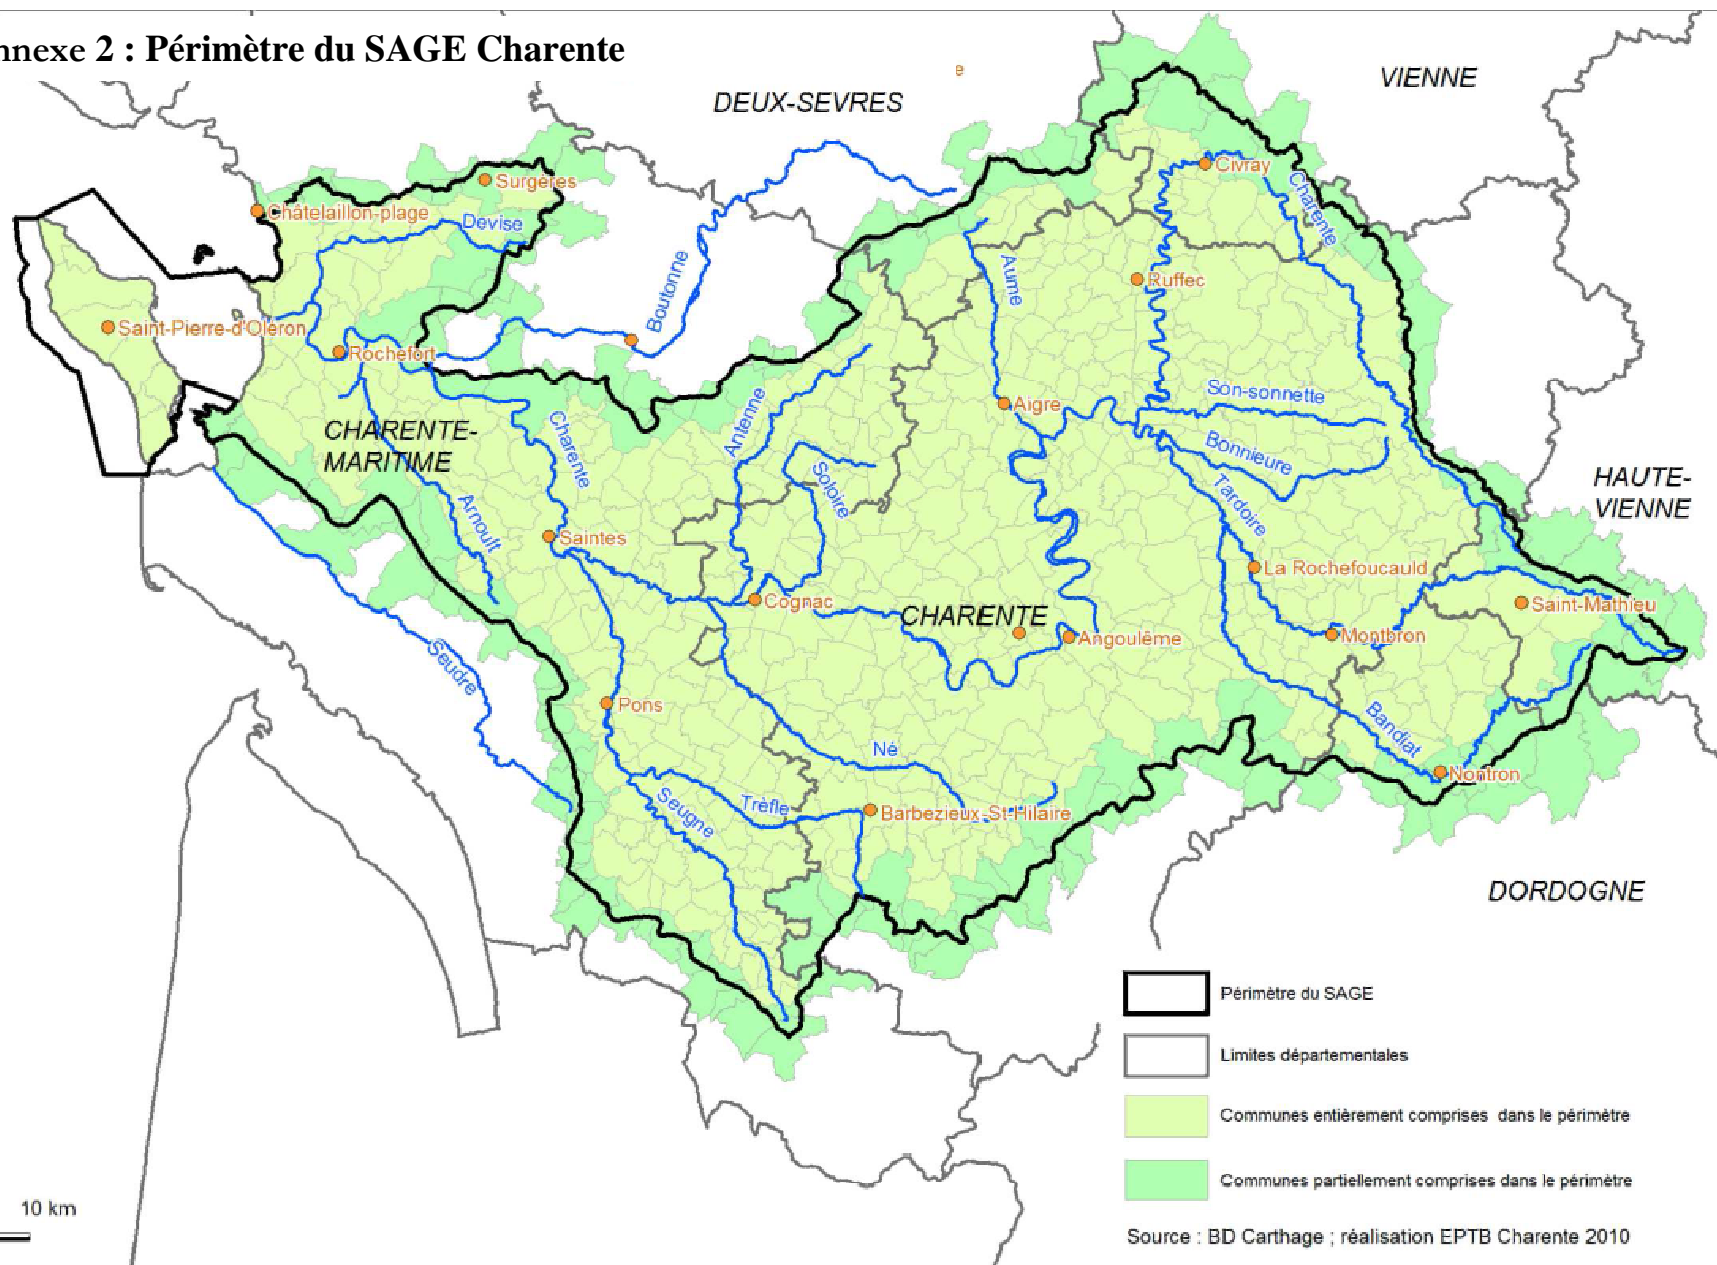 nnexe 2 : Périmètre du SAGE Charente
e
VIENNE
DEUX-SEVRES
Civray
Surgères
Charente
Châtelaillon-plage
Devise
Boutonne
Aume
Ruffec
Saint-Pierre-d'Oléron
Rochefort
Son-sonnette
Aigre
Antenne
CHARENTE-
MARITIME
Charente
Bonnieure
Soloire
Tardoire
HAUTE-
VIENNE
Arnoult
Saintes
La Rochefoucauld
Cognac
CHARENTE
Saint-Mathieu
Angoulême
Montbron
Seudre
Pons
Bandiat
Né
Nontron
Seugne
Trèfle
Barbezieux-St-Hilaire
DORDOGNE
Périmètre du SAGE
Limites départementales
Communes entièrement comprises dans le périmètre
Communes partiellement comprises dans le périmètre
10 km
Source : BD Carthage ; réalisation EPTB Charente 2010